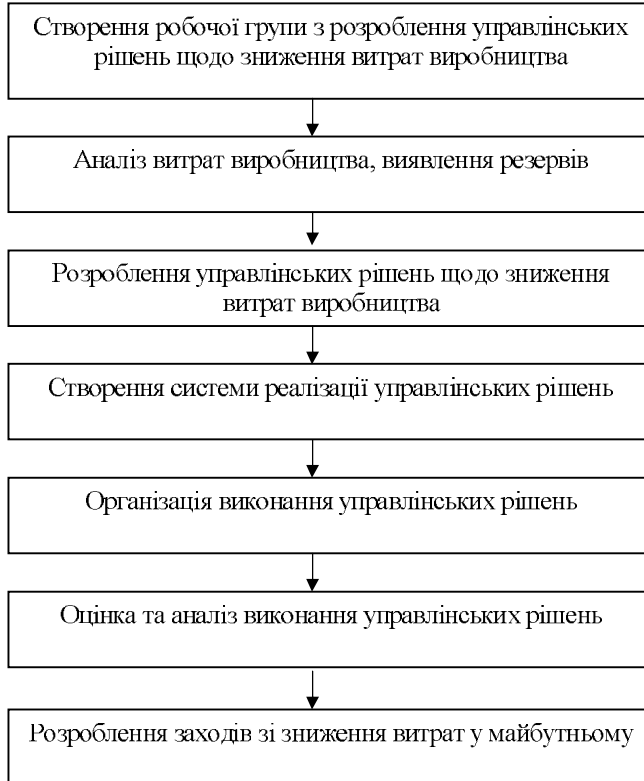 Створення робочої групи з розроблення управлінських
рішень щодо зниження витрат виробництва
Аналіз витрат виробництва, виявлення резервів
Розроблення управлінських рішень щодо зниження
витрат виробництва
Створення системи реалізації управлінських рішень
Організація виконання управлінських рішень
Оцінка та аналіз виконання управлінських рішень
Розроблення заходів зі зниження витрат у майбутньому